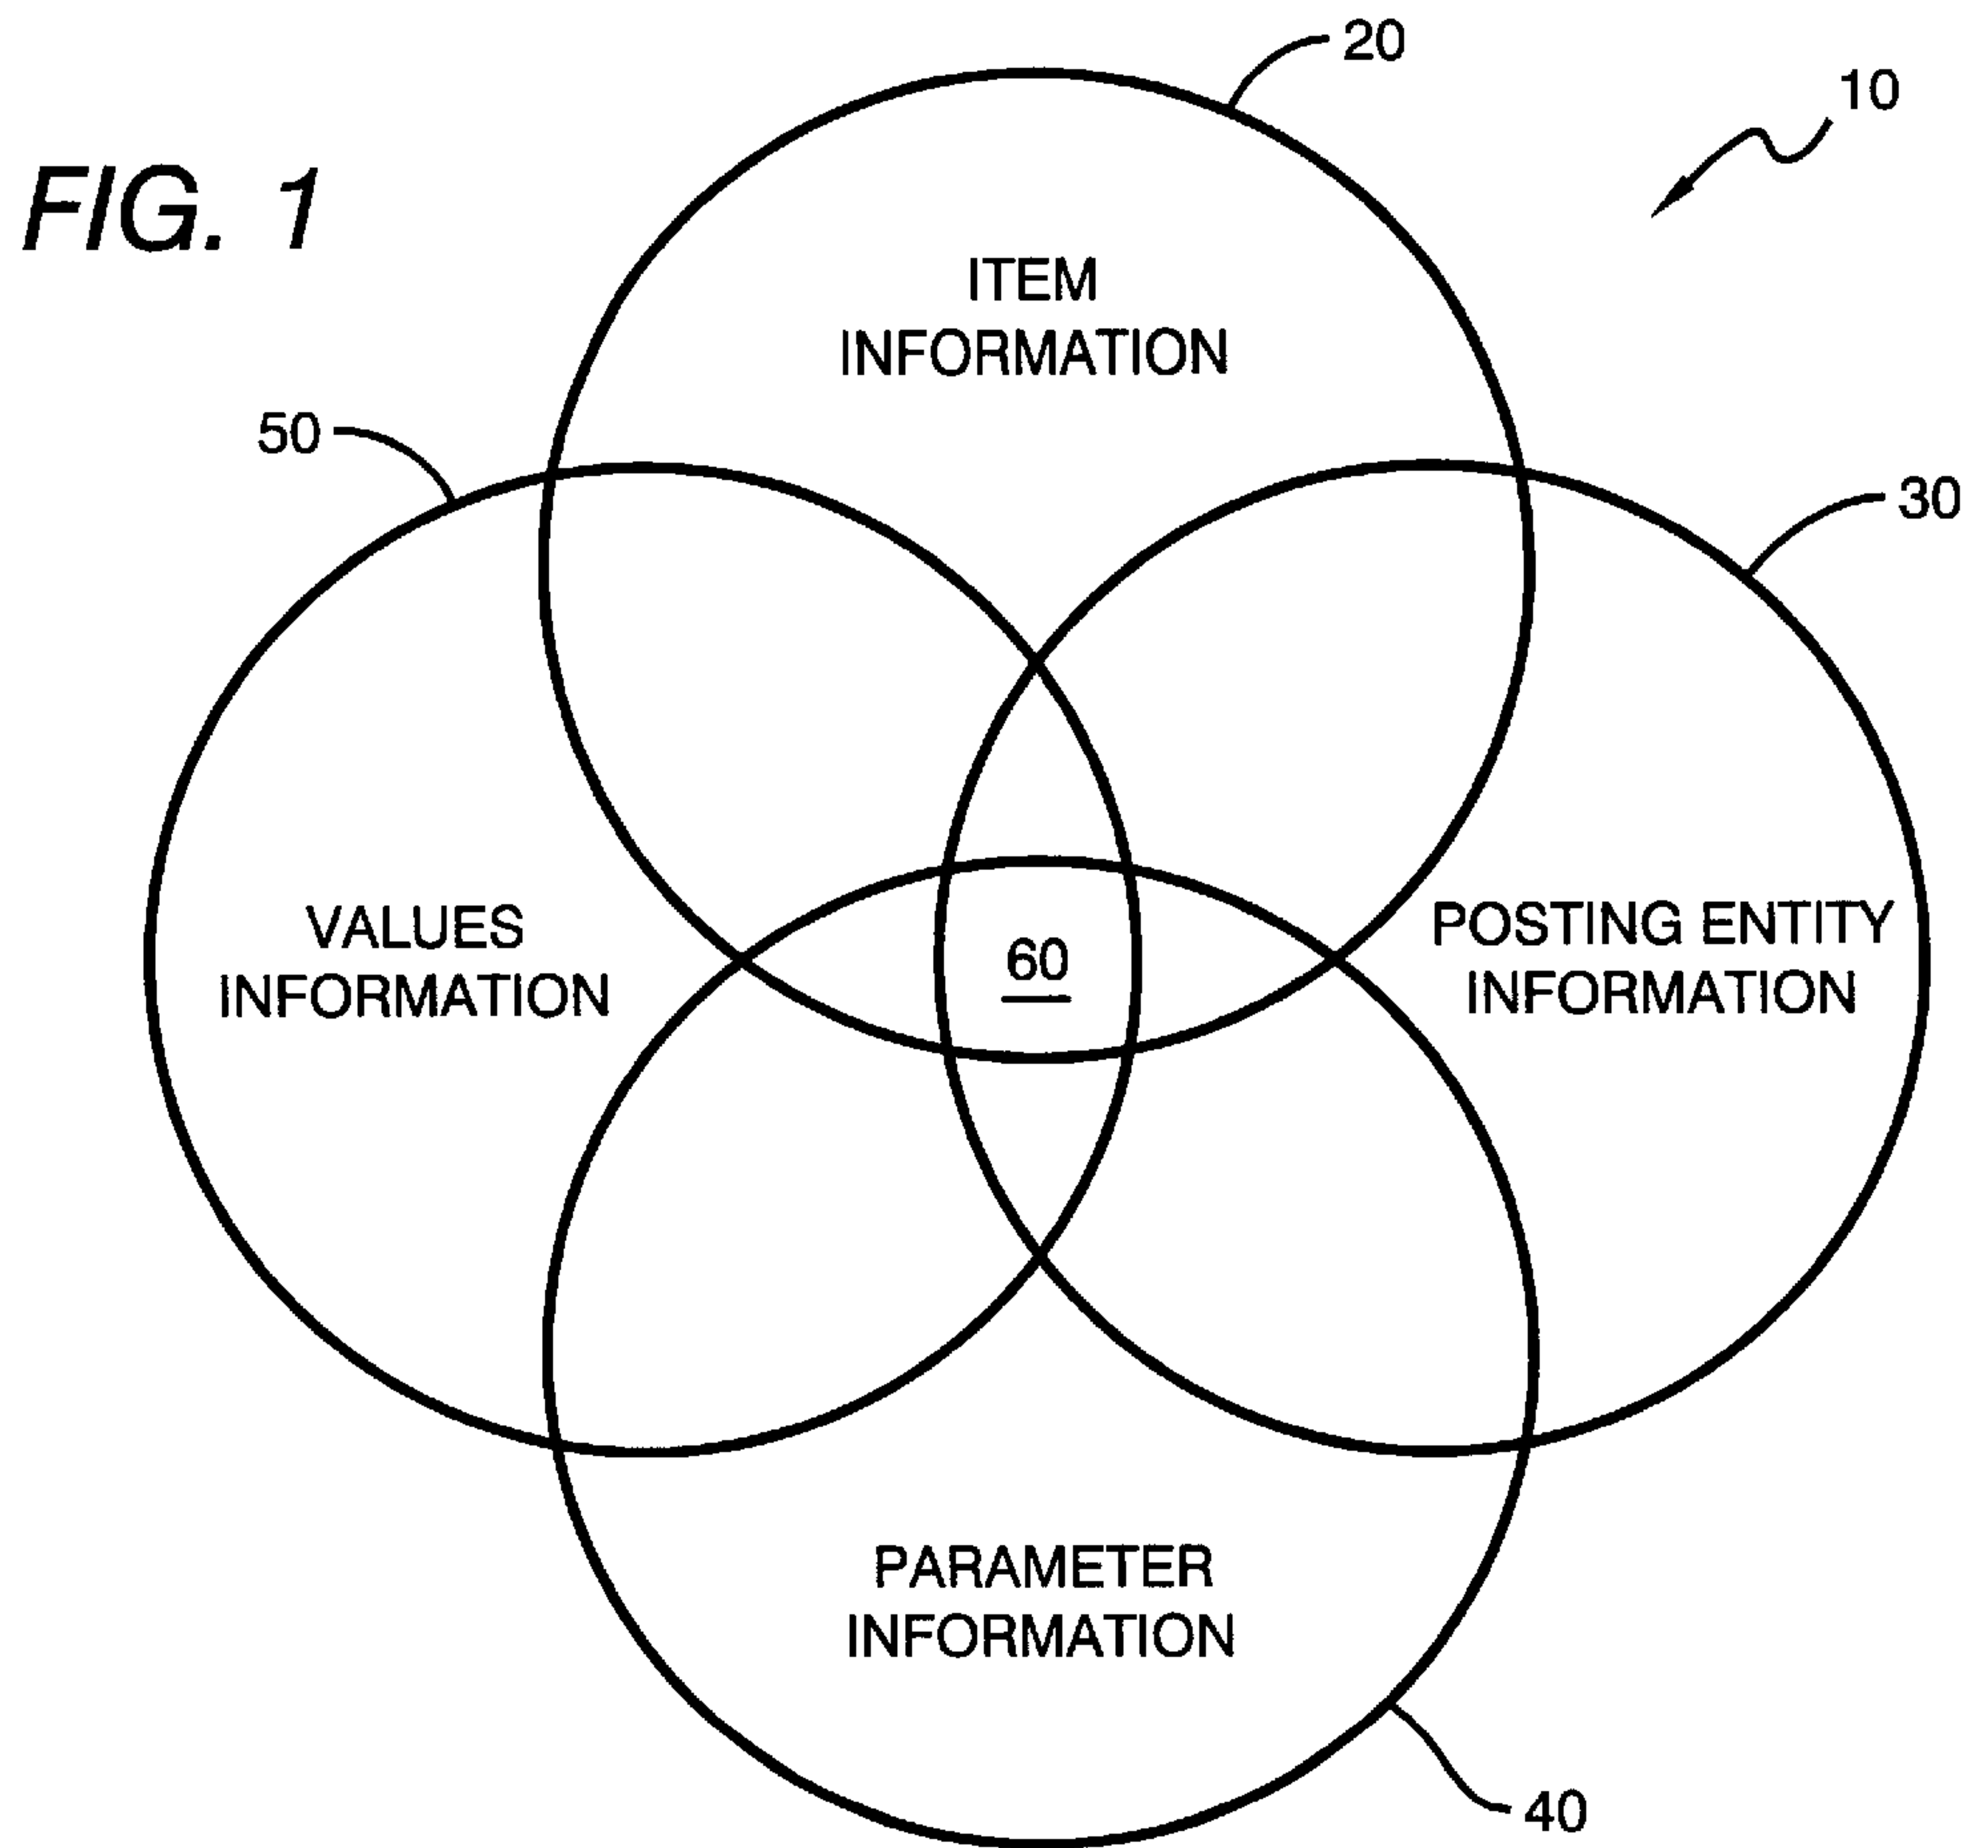 20
10
FIG. 1
ITEM
INFORMATION
50
30
VALUES
INFORMATION
60
POSTING ENTITY
INFORMATION
PARAMETER
INFORMATION
40